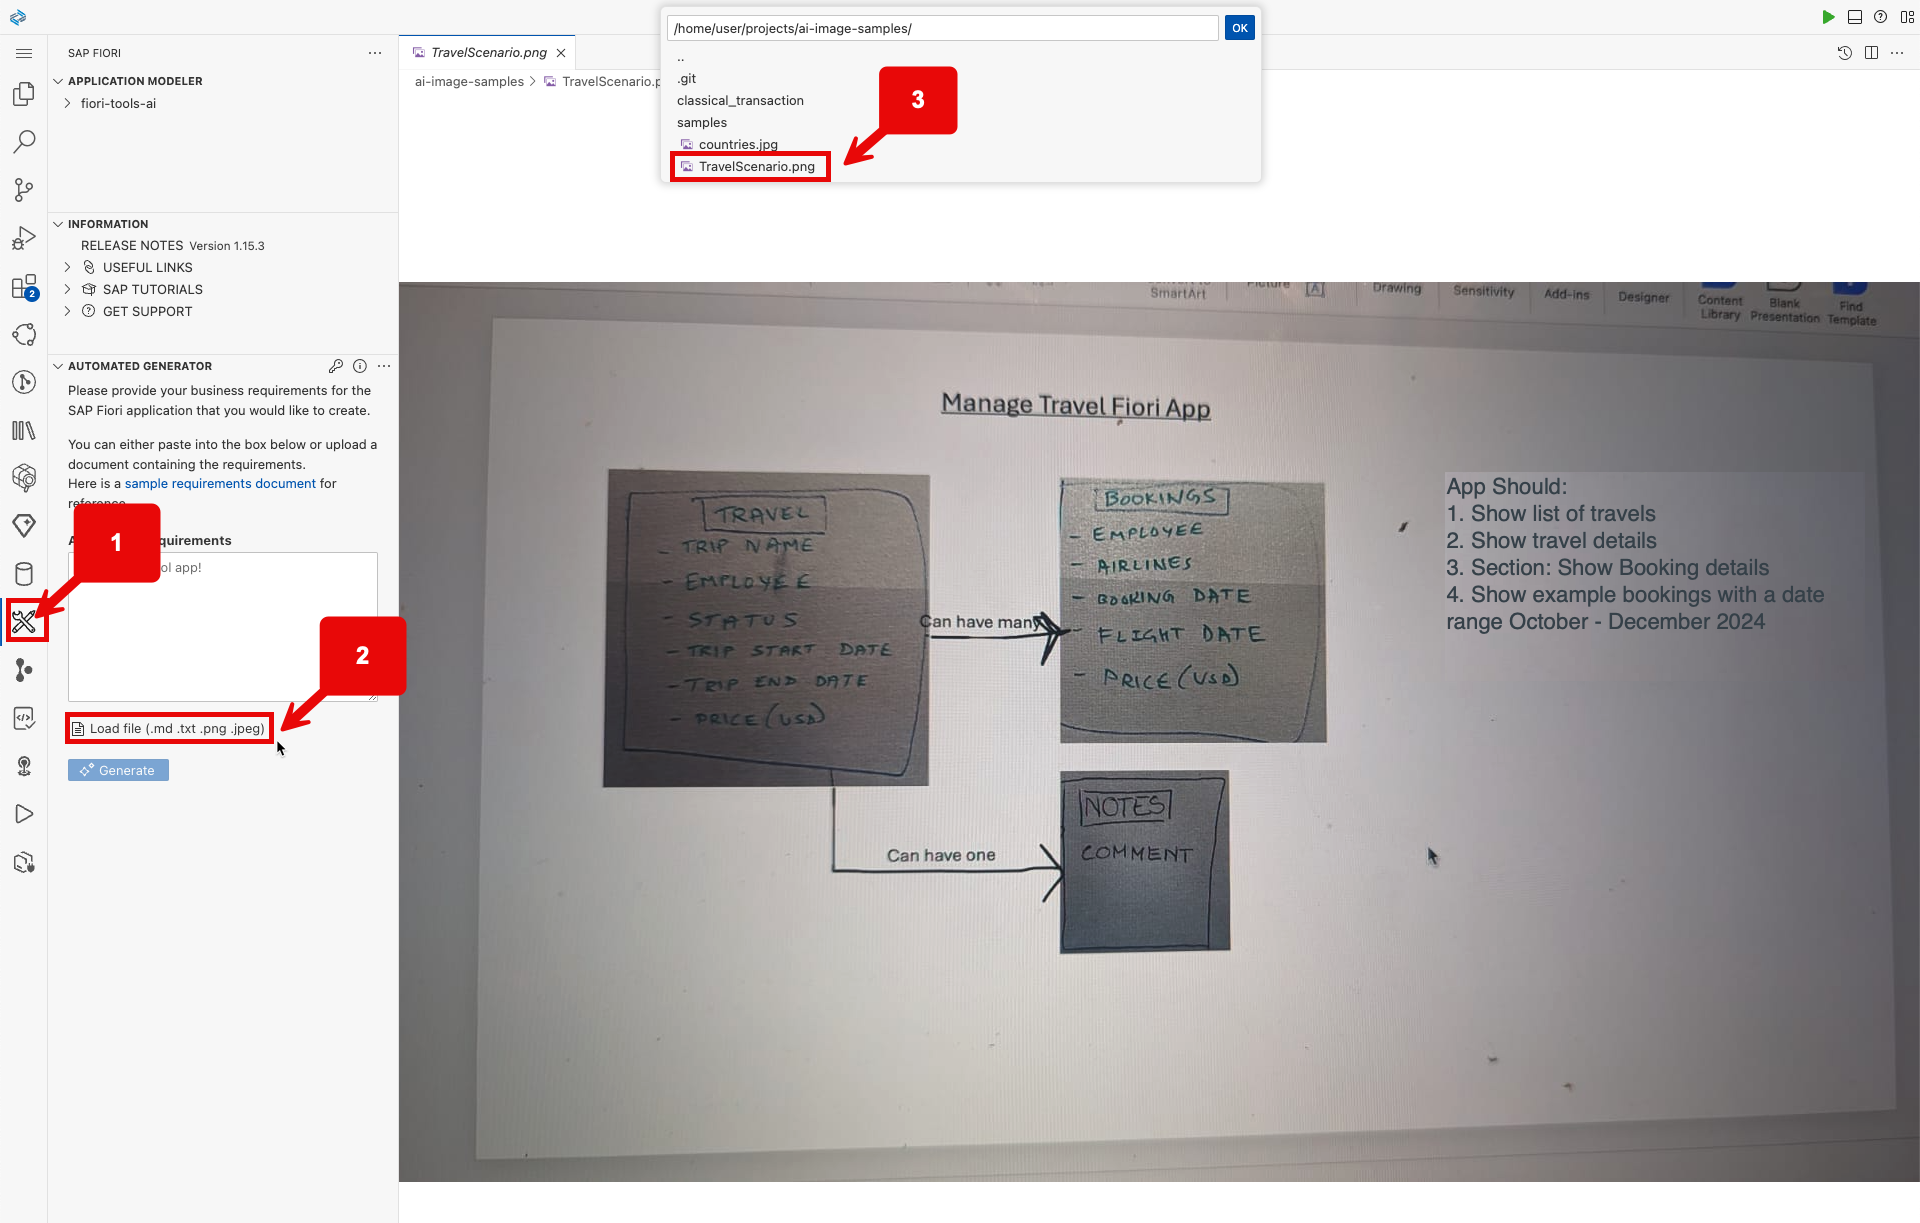 /home/user/projects/ai-image-samples/
OK
..
.git
classical_transaction
samples
countries.jpg
TravelScenario.png
3
SAP FIORI
APPLICATION MODELER
fiori-tools-ai
INFORMATION
RELEASE NOTES Version 1.15.3
USEFUL LINKS
SAP TUTORIALS
GET SUPPORT
2
AUTOMATED GENERATOR
Please provide your business requirements for the
SAP Fiori application that you would like to create.
You can either paste into the box below or upload a
document containing the requirements.
Here is a sample requirements document for
reference
1
ol app!
2
Load file (.md .txt .png .jpeg)
Generate
TravelScenario.png
ai-image-samples > TravelScenario.p
SmartArt
Picture
Drawing
Sensitivity
Add-ins
Designer
Content
Library
Blank
Presentation
Find
Template
Manage Travel Fiori App
TRAVEL
- TRIP NAME
- EMPLOYEE
- STATUS
- TRIP START DATE
- TRIP END DATE
- PRICE (USD)
Can have many
BOOKINGS
- EMPLOYEE
- AIRLINES
- BOOKING DATE
- FLIGHT DATE
- PRICE (USD)
Can have one
NOTES
COMMENT
App Should:
1. Show list of travels
2. Show travel details
3. Section: Show Booking details
4. Show example bookings with a date
range October - December 2024